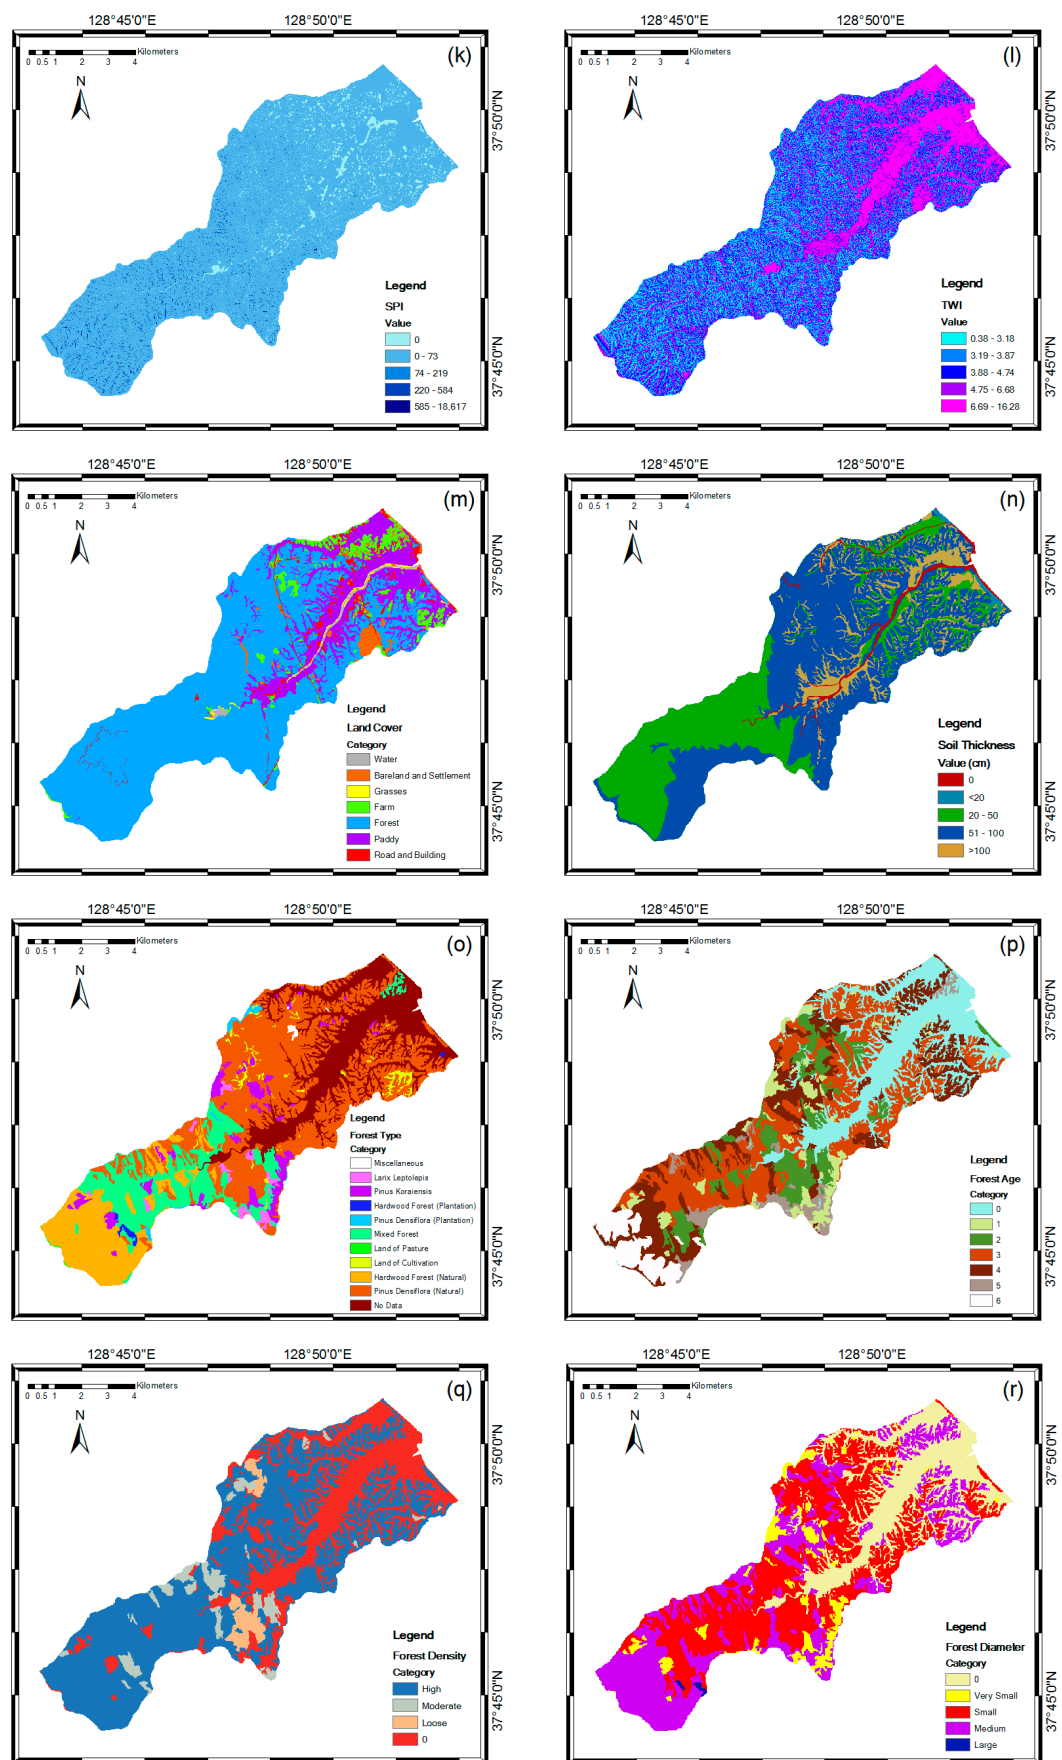 128°45'0"E 128°50'0"E
0 0.5 1 2 3 4 Kilometers
(k)
N
37°50'0"N
37°45'0"N
Legend
SPI
Value
0
0 - 73
74 - 219
220 - 584
585 - 18,617
128°45'0"E 128°50'0"E
0 0.5 1 2 3 4 Kilometers
(l)
N
37°50'0"N
37°45'0"N
Legend
TWI
Value
0.38 - 3.18
3.19 - 3.87
3.88 - 4.74
4.75 - 6.68
6.69 - 16.28
128°45'0"E 128°50'0"E
0 0.5 1 2 3 4 Kilometers
(m)
N
37°50'0"N
37°45'0"N
Legend
Land Cover
Category
Water
Bareland and Settlement
Grasses
Farm
Forest
Paddy
Road and Building
128°45'0"E 128°50'0"E
0 0.5 1 2 3 4 Kilometers
(n)
N
37°50'0"N
37°45'0"N
Legend
Soil Thickness
Value (cm)
0
<20
20 - 50
51 - 100
>100
128°45'0"E 128°50'0"E
0 0.5 1 2 3 4 Kilometers
(o)
N
37°50'0"N
37°45'0"N
Legend
Forest Type
Category
Miscellaneous
Larix Leptolepis
Pinus Koraiensis
Hardwood Forest (Plantation)
Pinus Densiflora (Plantation)
Mixed Forest
Land of Pasture
Land of Cultivation
Hardwood Forest (Natural)
Pinus Densiflora (Natural)
No Data
128°45'0"E 128°50'0"E
0 0.5 1 2 3 4 Kilometers
(p)
N
37°50'0"N
37°45'0"N
Legend
Forest Age
Category
0
1
2
3
4
5
6
128°45'0"E 128°50'0"E
0 0.5 1 2 3 4 Kilometers
(q)
N
37°50'0"N
37°45'0"N
Legend
Forest Density
Category
High
Moderate
Loose
0
128°45'0"E 128°50'0"E
0 0.5 1 2 3 4 Kilometers
(r)
N
37°50'0"N
37°45'0"N
Legend
Forest Diameter
Category
0
Very Small
Small
Medium
Large